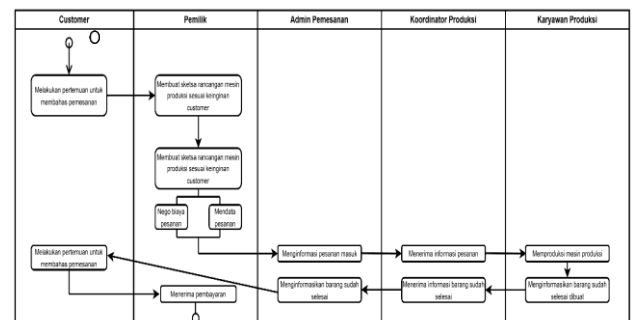 Customer
Pemilik
Admin Pemesanan
Koordinator Produksi
Karyawan Produksi
Melakukan pertemuan untuk
membahas pemesanan
Membuat sketsa rancangan mesin
produksi sesuai keinginan
customer
Membuat sketsa rancangan mesin
produksi sesuai keinginan
customer
Nego biaya
pesanan
Mendata
pesanan
Melakukan pertemuan untuk
membahas pemesanan
Menginformasi pesanan masuk
Menerima informasi pesanan
Memproduksi mesin produksi
Menerima pembayaran
Menginformasikan barang sudah
selesai
Menerima informasi barang sudah
selesai
Menginformasikan barang sudah
selesai dibuat